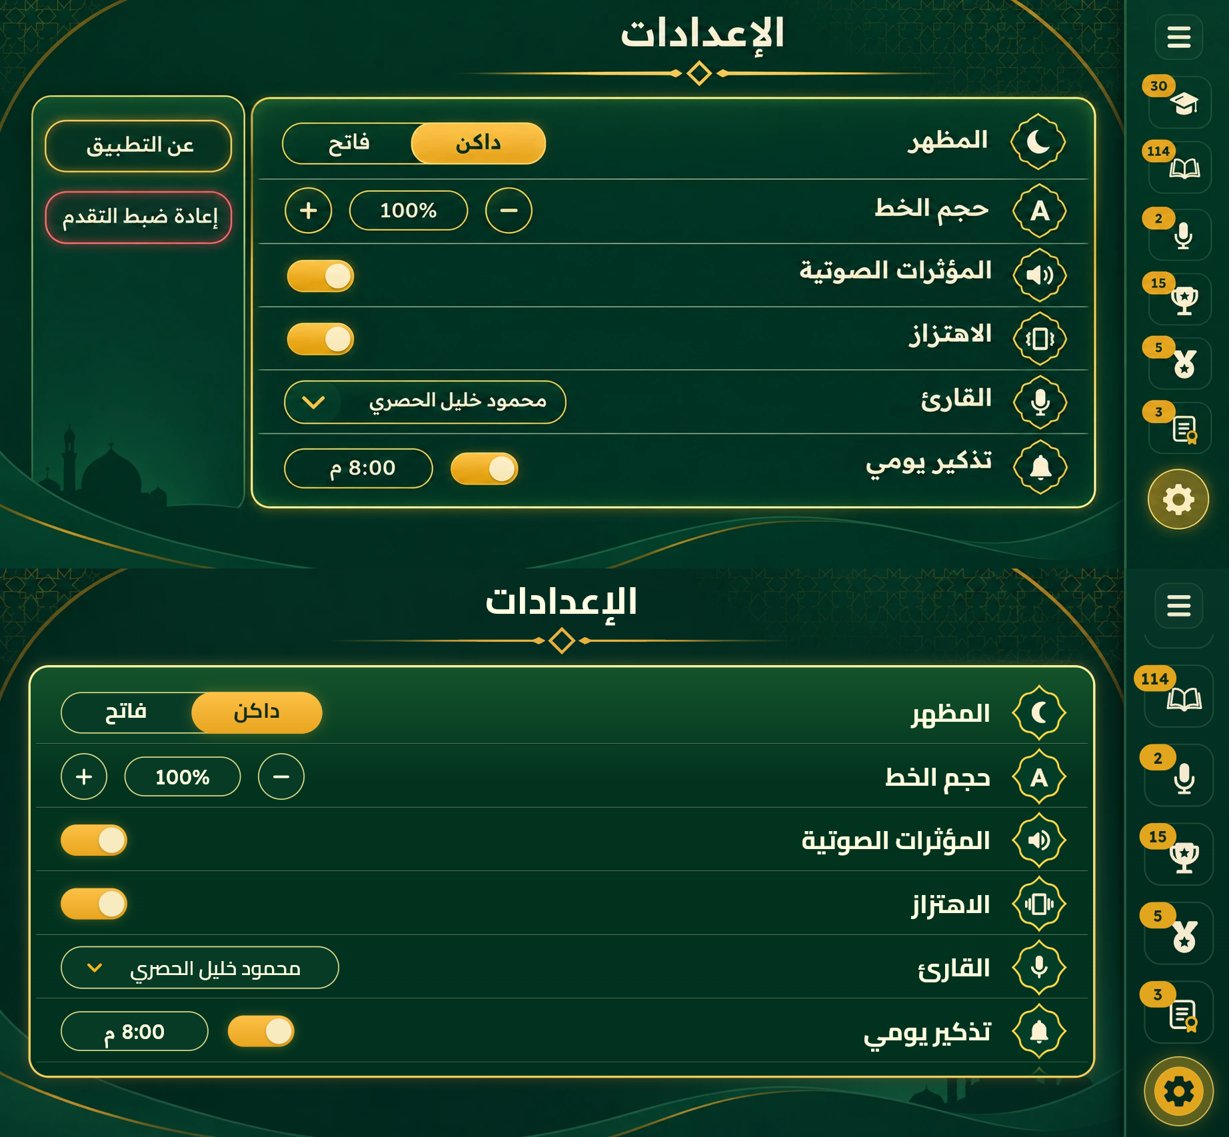 الإعدادات
30
114
2
15
5
3
المظهر
داكن
فاتح
A
حجم الخط
−
100%
+
المؤثرات الصوتية
الاهتزاز
القارئ
محمود خليل الحصري
تذكير يومي
8:00 م
عن التطبيق
إعادة ضبط التقدم
الإعدادات
114
2
15
5
3
المظهر
داكن
فاتح
A
حجم الخط
−
100%
+
المؤثرات الصوتية
الاهتزاز
القارئ
محمود خليل الحصري
تذكير يومي
8:00 م